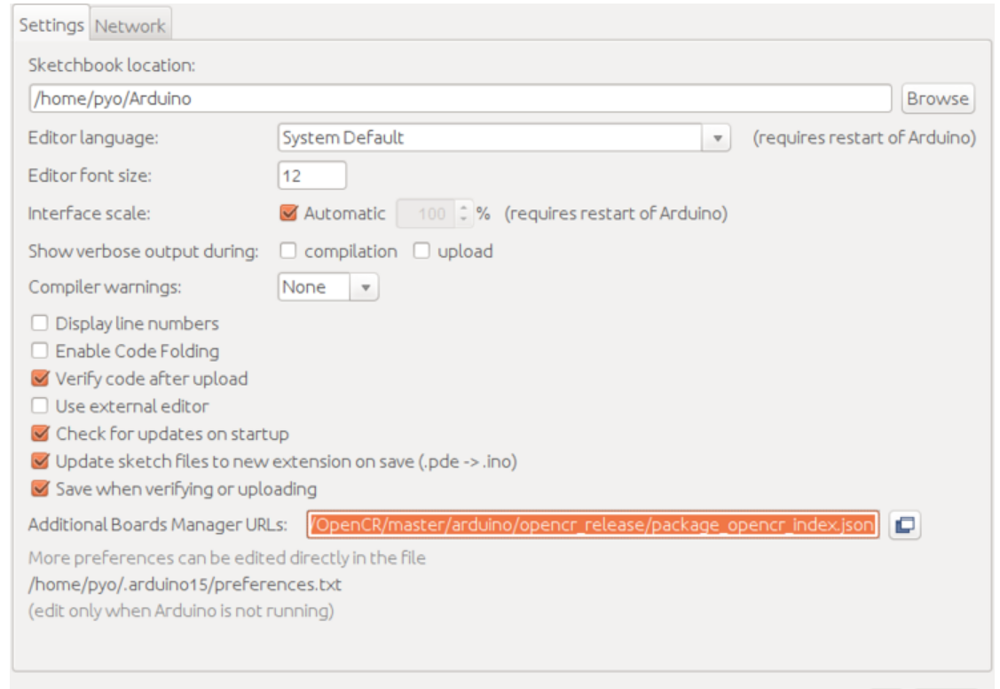 Settings Network
Sketchbook location:
/home/pyo/Arduino Browse
Editor language: System Default (requires restart of Arduino)
Editor font size: 12
Interface scale: Automatic 100 % (requires restart of Arduino)
Show verbose output during: compilation upload
Compiler warnings: None
Display line numbers
Enable Code Folding
Verify code after upload
Use external editor
Check for updates on startup
Update sketch files to new extension on save (.pde -> .ino)
Save when verifying or uploading
Additional Boards Manager URLs: /OpenCR/master/arduino/opencr_release/package_opencr_index.json
More preferences can be edited directly in the file
/home/pyo/.arduino15/preferences.txt
(edit only when Arduino is not running)